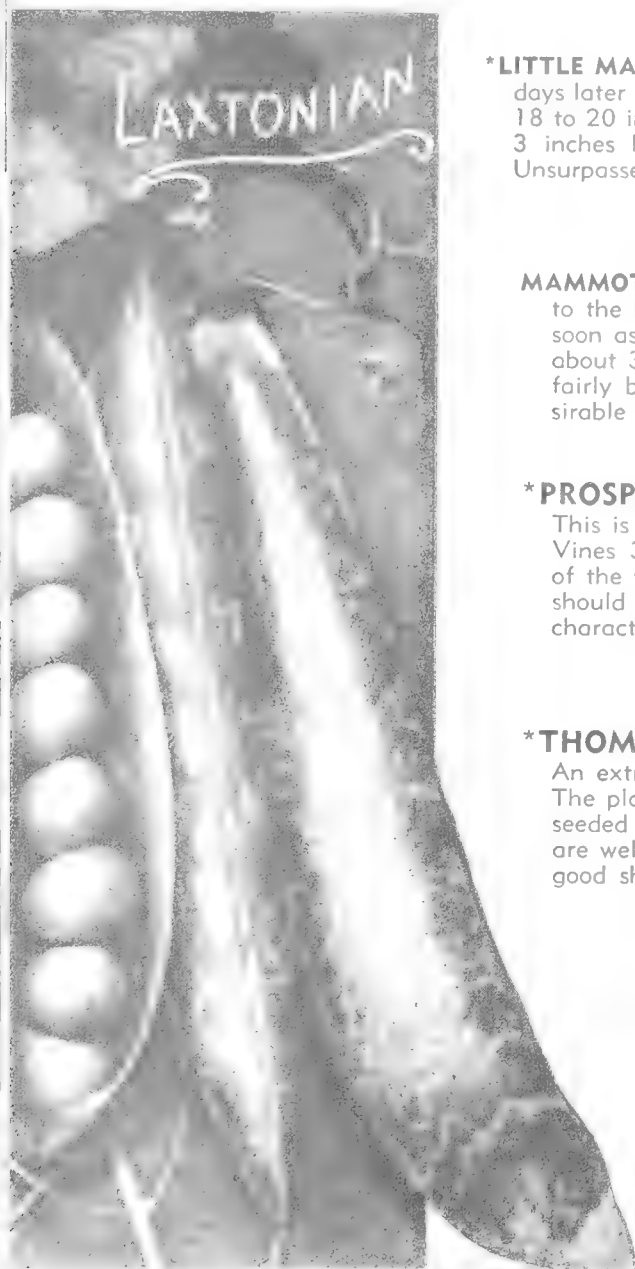 LAXTONIAN
*LITTLE MA
days later
18 to 20 i
3 inches
Unsurpasse
MAMMOT
to the
soon as
about 3
fairly b
sirable
*PROSP
This is
Vines 3
of the
should
charact
*THOM
An extr
The pla
seeded
are wel
good sh